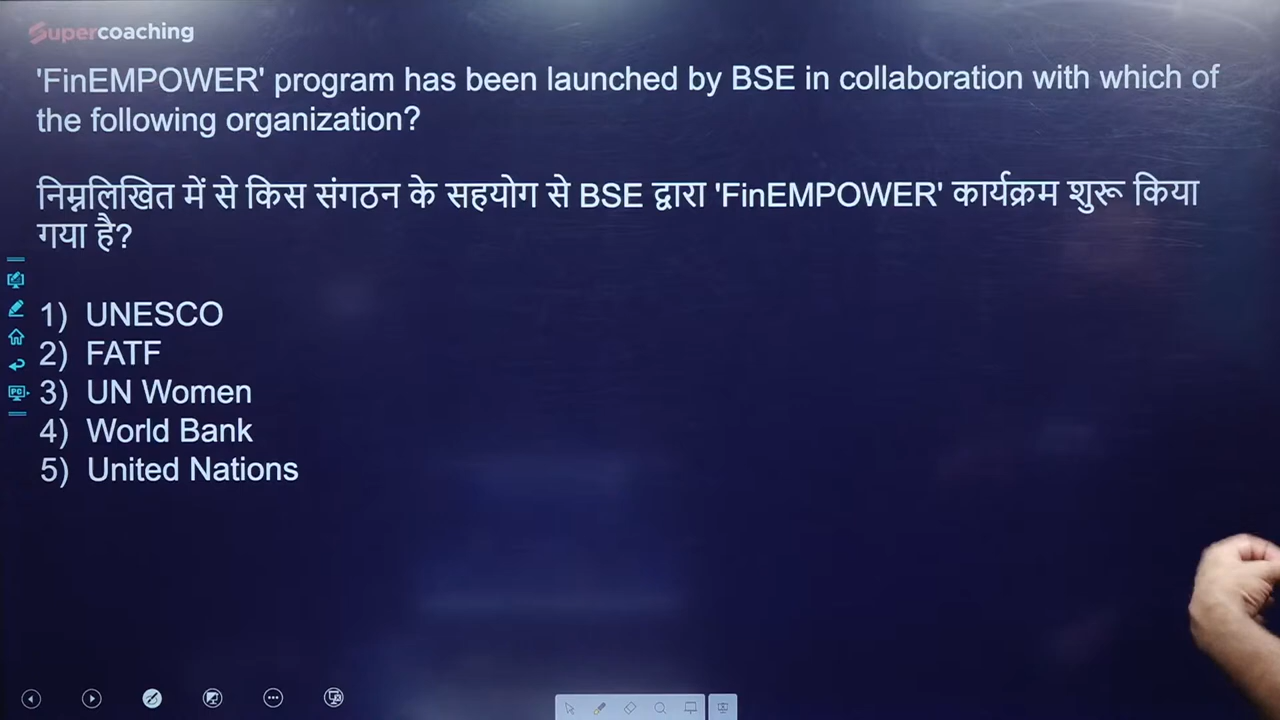 Supercoaching
'FinEMPOWER' program has been launched by BSE in collaboration with which of
the following organization?
निम्नलिखित में से किस संगठन के सहयोग से BSE द्वारा 'FinEMPOWER' कार्यक्रम शुरू किया
गया है?
1) UNESCO
2) FATF
3) UN Women
4) World Bank
5) United Nations
PC